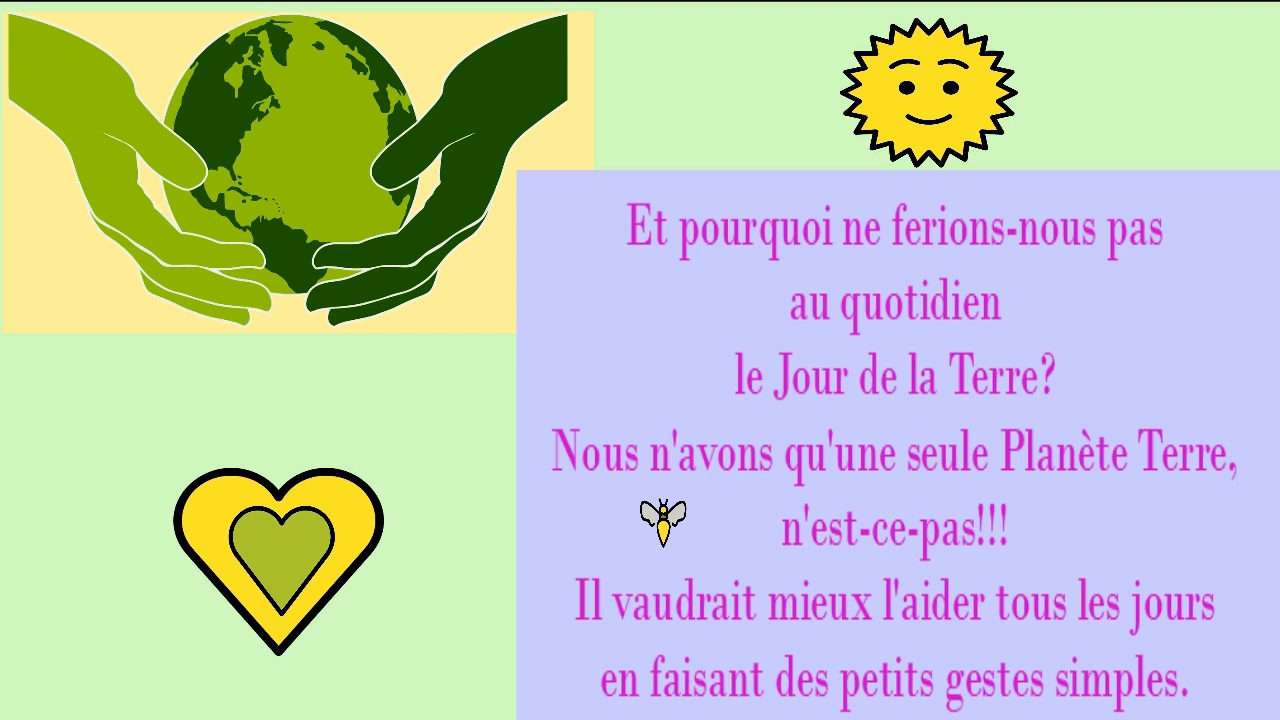 Et pourquoi ne ferions-nous pas
au quotidien
le Jour de la Terre?
Nous n'avons qu'une seule Planète Terre,
n'est-ce-pas!!!
Il vaudrait mieux l'aider tous les jours
en faisant des petits gestes simples.